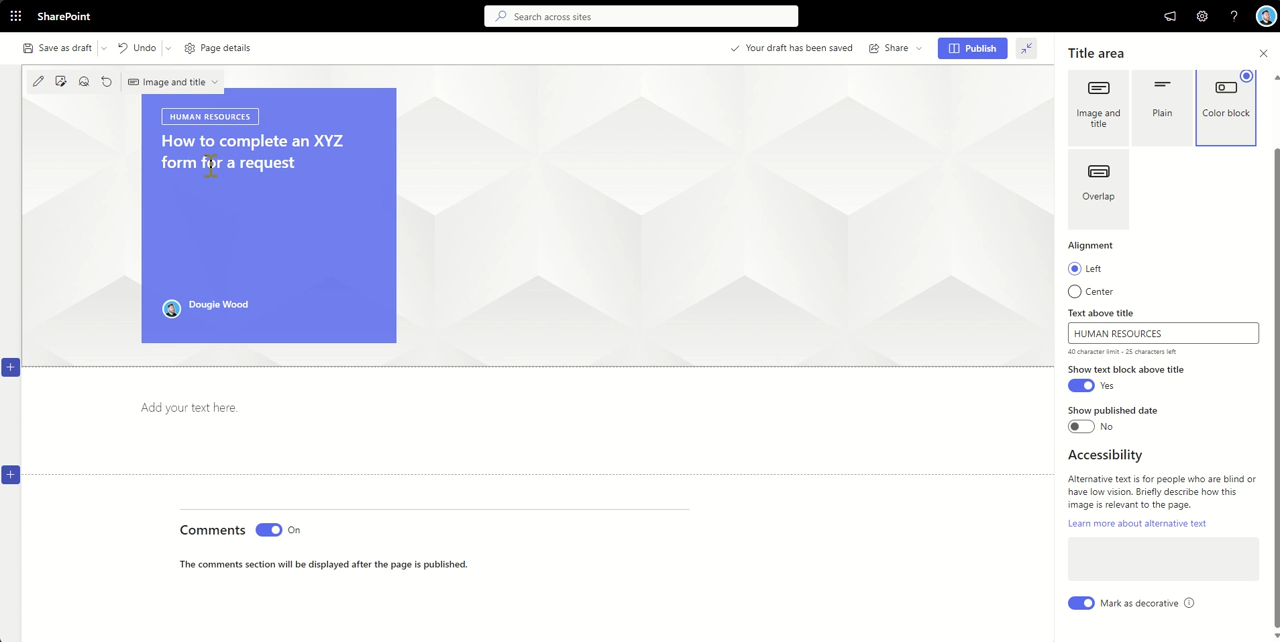 SharePoint
Search across sites
Save as draft
Undo
Page details
Your draft has been saved
Share
Publish
Image and title
HUMAN RESOURCES
How to complete an XYZ
form for a request
Dougie Wood
Add your text here.
Comments
On
The comments section will be displayed after the page is published.
Title area
Image and
title
Plain
Color block
Overlap
Alignment
Left
Center
Text above title
HUMAN RESOURCES
40 character limit - 25 characters left
Show text block above title
Yes
Show published date
No
Accessibility
Alternative text is for people who are blind or
have low vision. Briefly describe how this
image is relevant to the page.
Learn more about alternative text
Mark as decorative